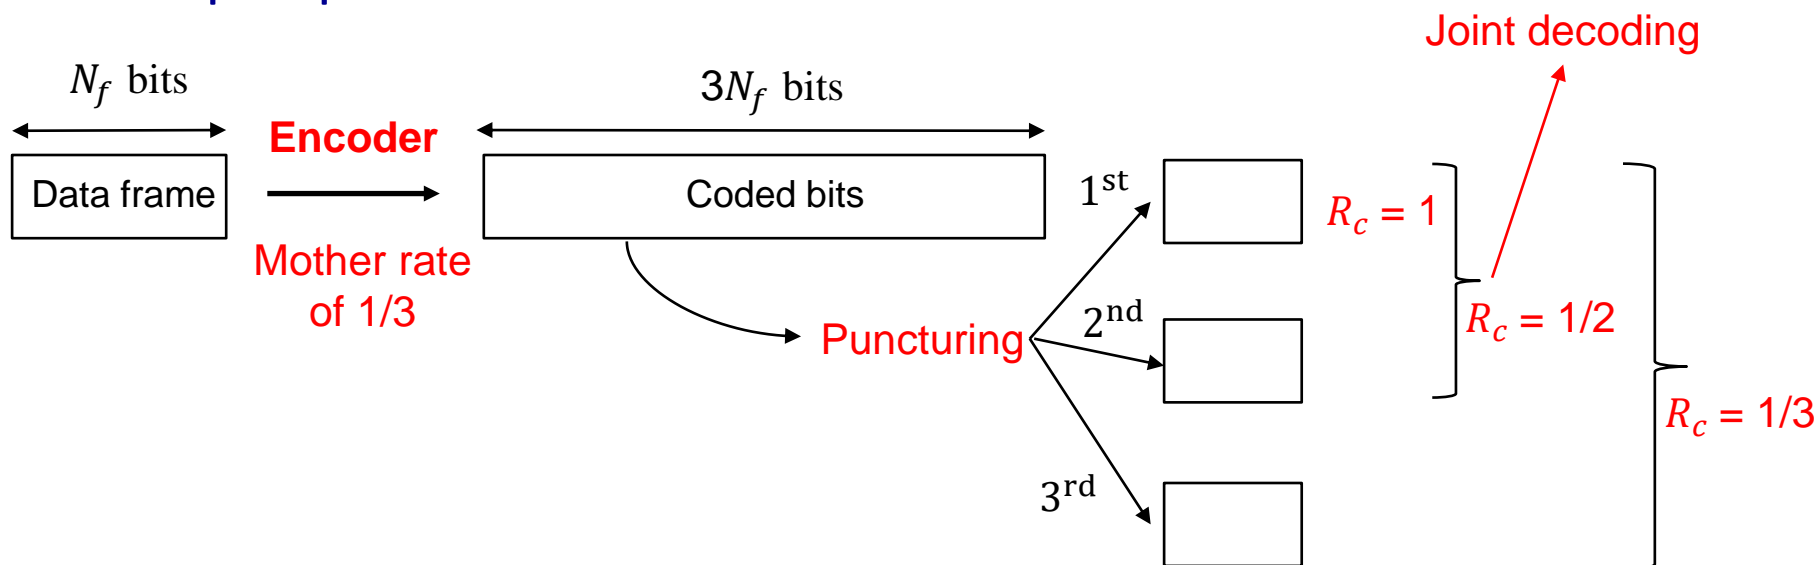 Joint decoding
N_f bits
3N_f bits
Encoder
Data frame
Coded bits
1st
R_c = 1
Mother rate
of 1/3
Puncturing
2nd
R_c = 1/2
R_c = 1/3
3rd